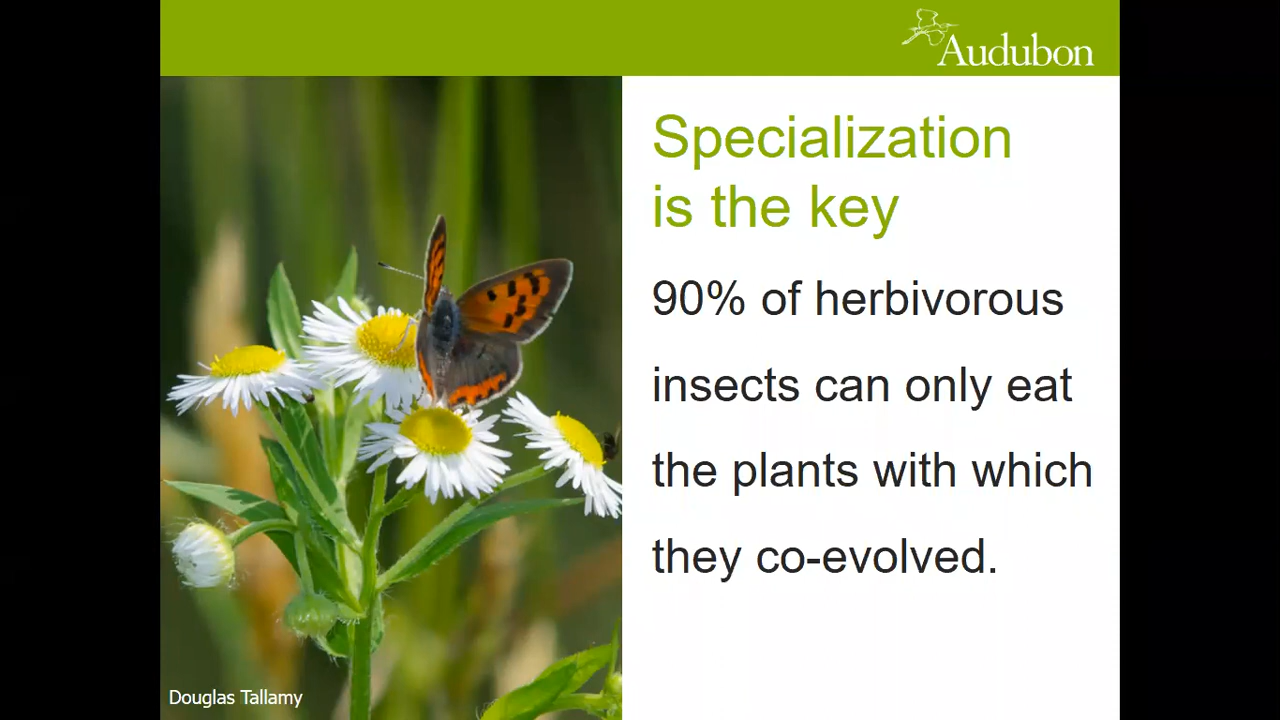 Audubon
Specialization
is the key
90% of herbivorous
insects can only eat
the plants with which
they co-evolved.
Douglas Tallamy